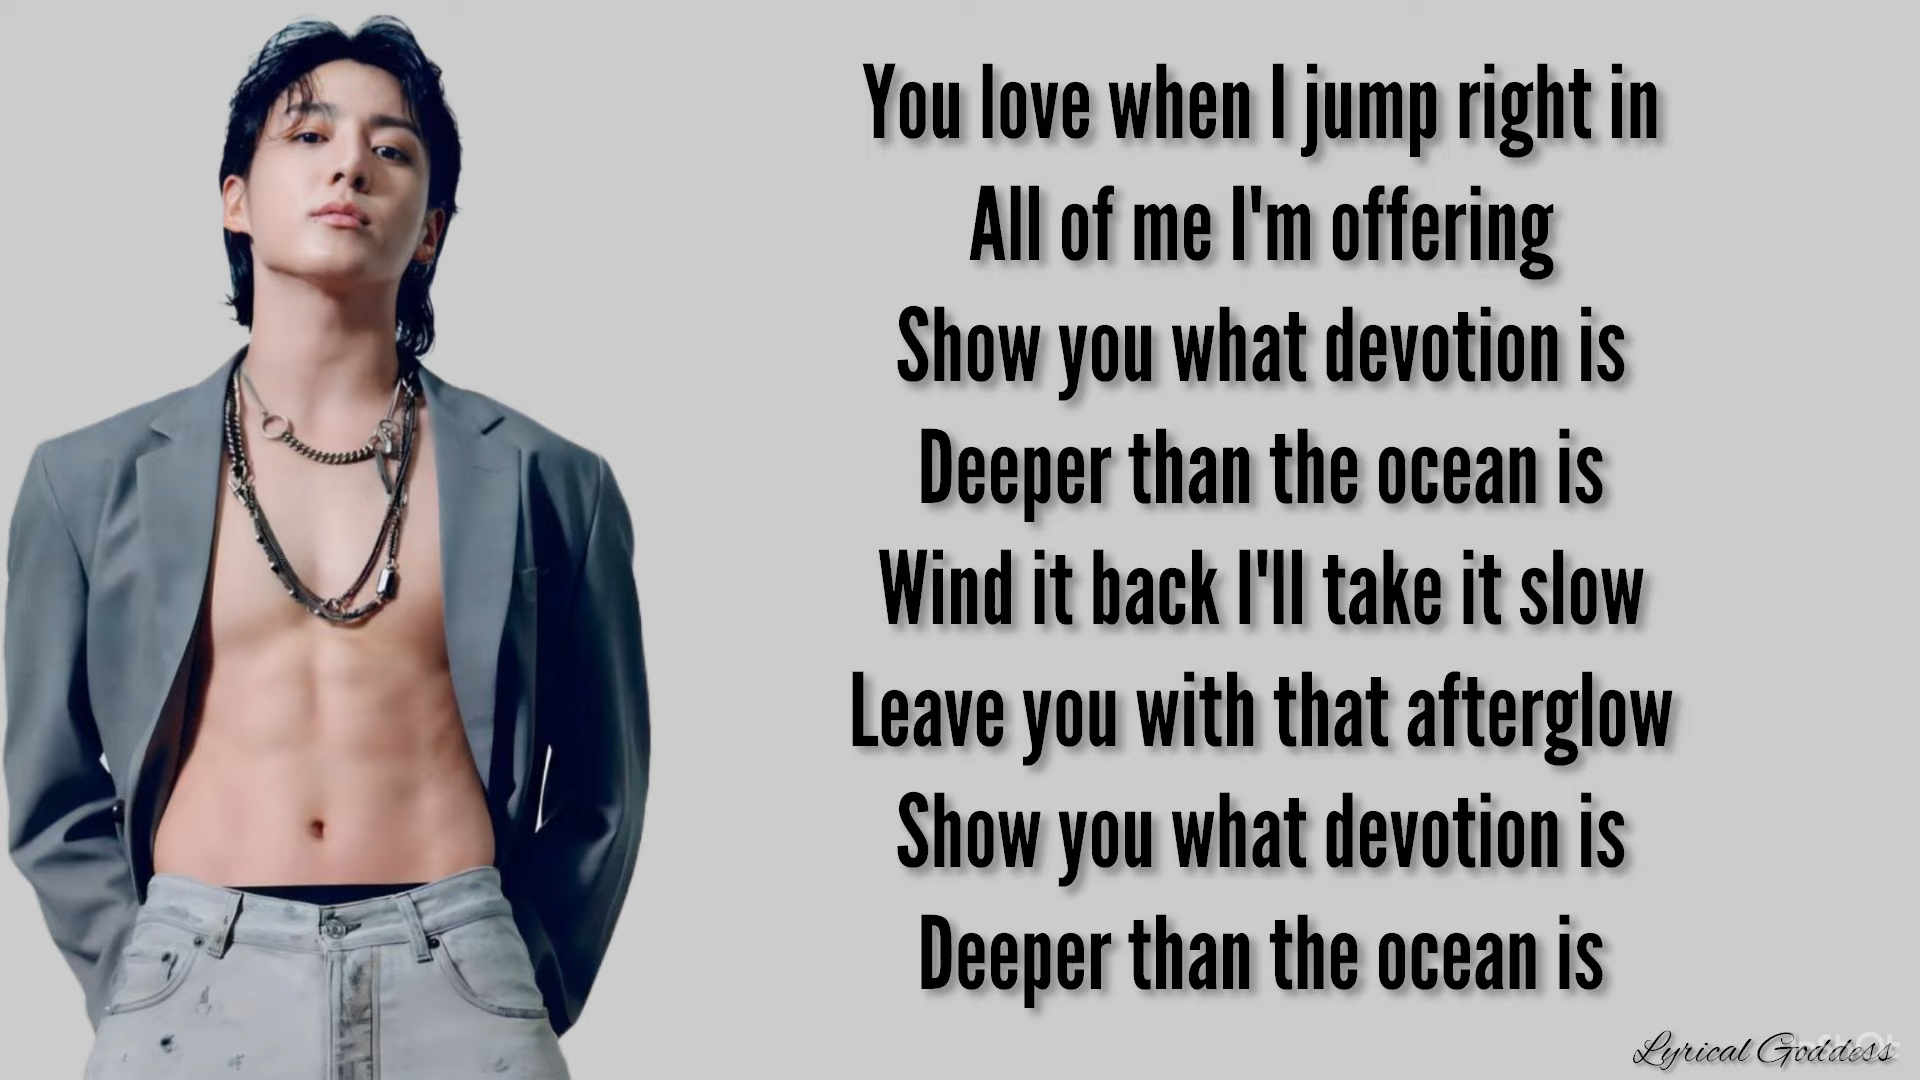 You love when I jump right in
All of me I'm offering
Show you what devotion is
Deeper than the ocean is
Wind it back I'll take it slow
Leave you with that afterglow
Show you what devotion is
Deeper than the ocean is
Lyrical Goddess